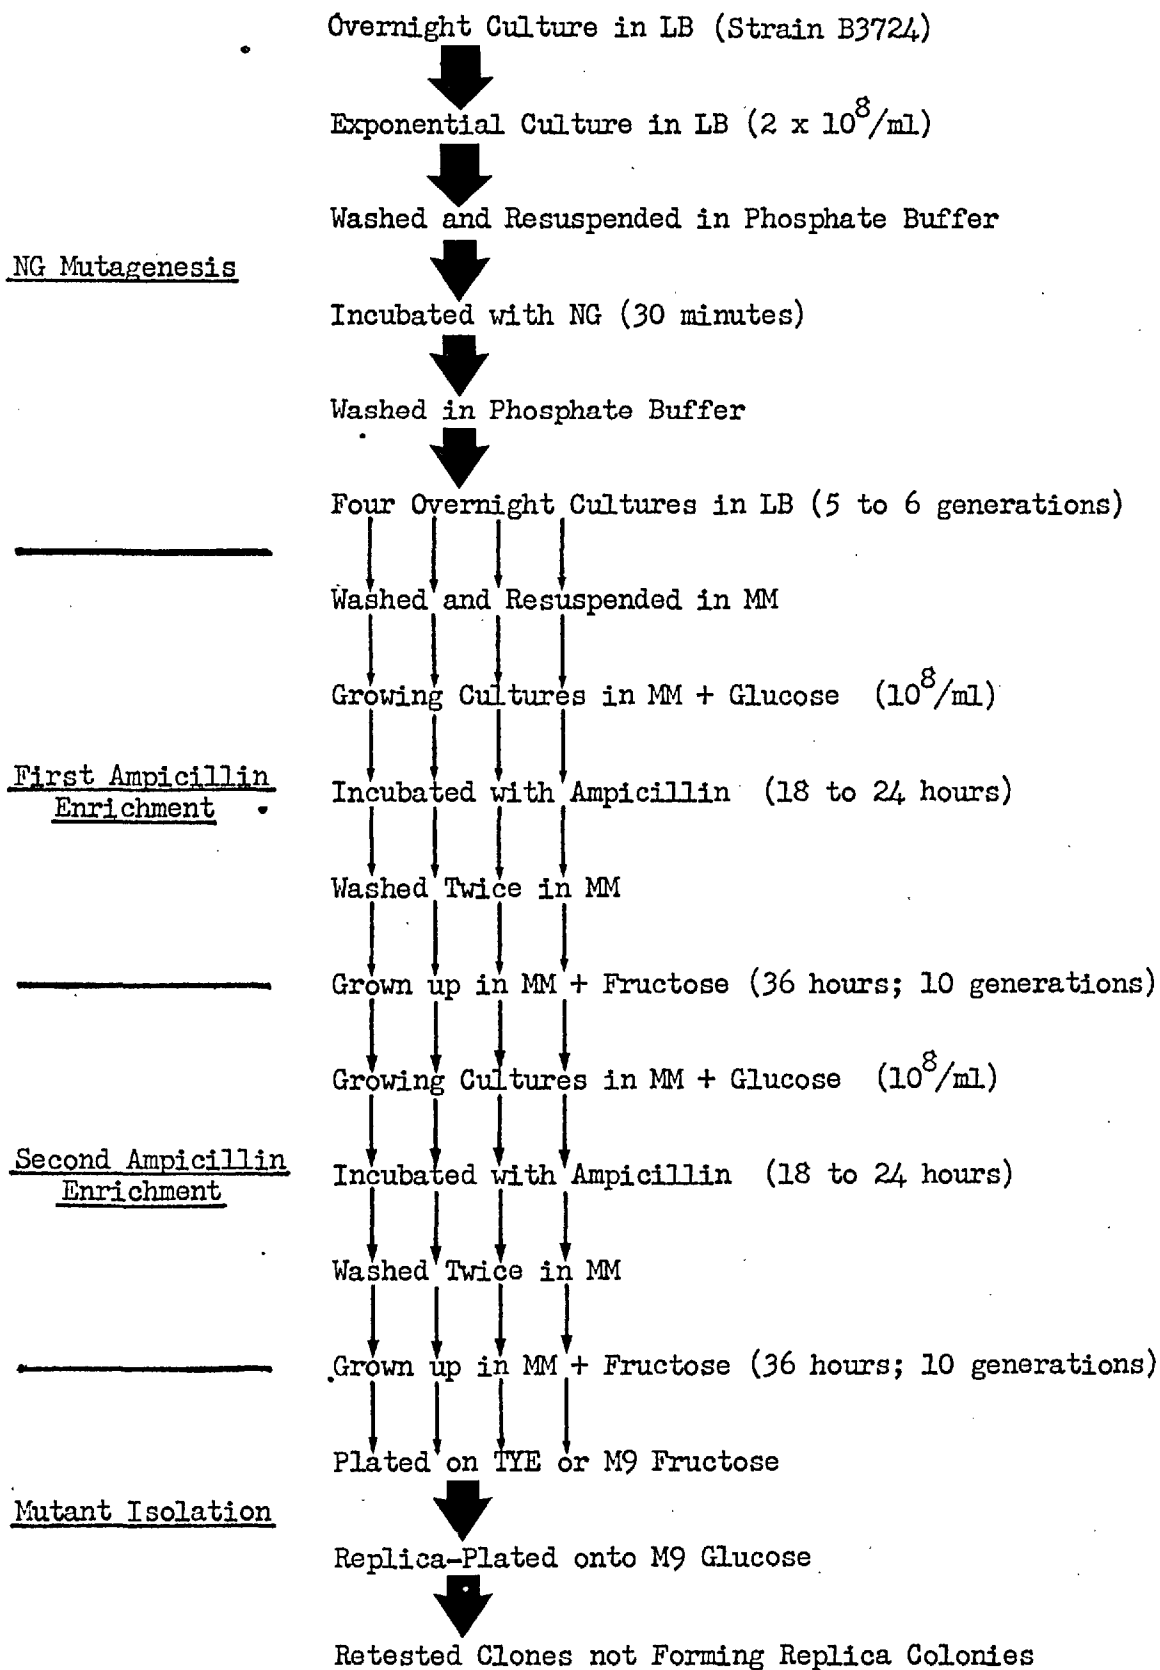 Overnight Culture in LB (Strain B3724)
Exponential Culture in LB (2 x 10⁸/ml)
Washed and Resuspended in Phosphate Buffer
NG Mutagenesis
Incubated with NG (30 minutes)
Washed in Phosphate Buffer
Four Overnight Cultures in LB (5 to 6 generations)
Washed and Resuspended in MM
Growing Cultures in MM + Glucose (10⁸/ml)
First Ampicillin
Enrichment
Incubated with Ampicillin (18 to 24 hours)
Washed Twice in MM
Grown up in MM + Fructose (36 hours; 10 generations)
Growing Cultures in MM + Glucose (10⁸/ml)
Second Ampicillin
Enrichment
Incubated with Ampicillin (18 to 24 hours)
Washed Twice in MM
Grown up in MM + Fructose (36 hours; 10 generations)
Plated on TYE or M9 Fructose
Mutant Isolation
Replica-Plated onto M9 Glucose
Retested Clones not Forming Replica Colonies